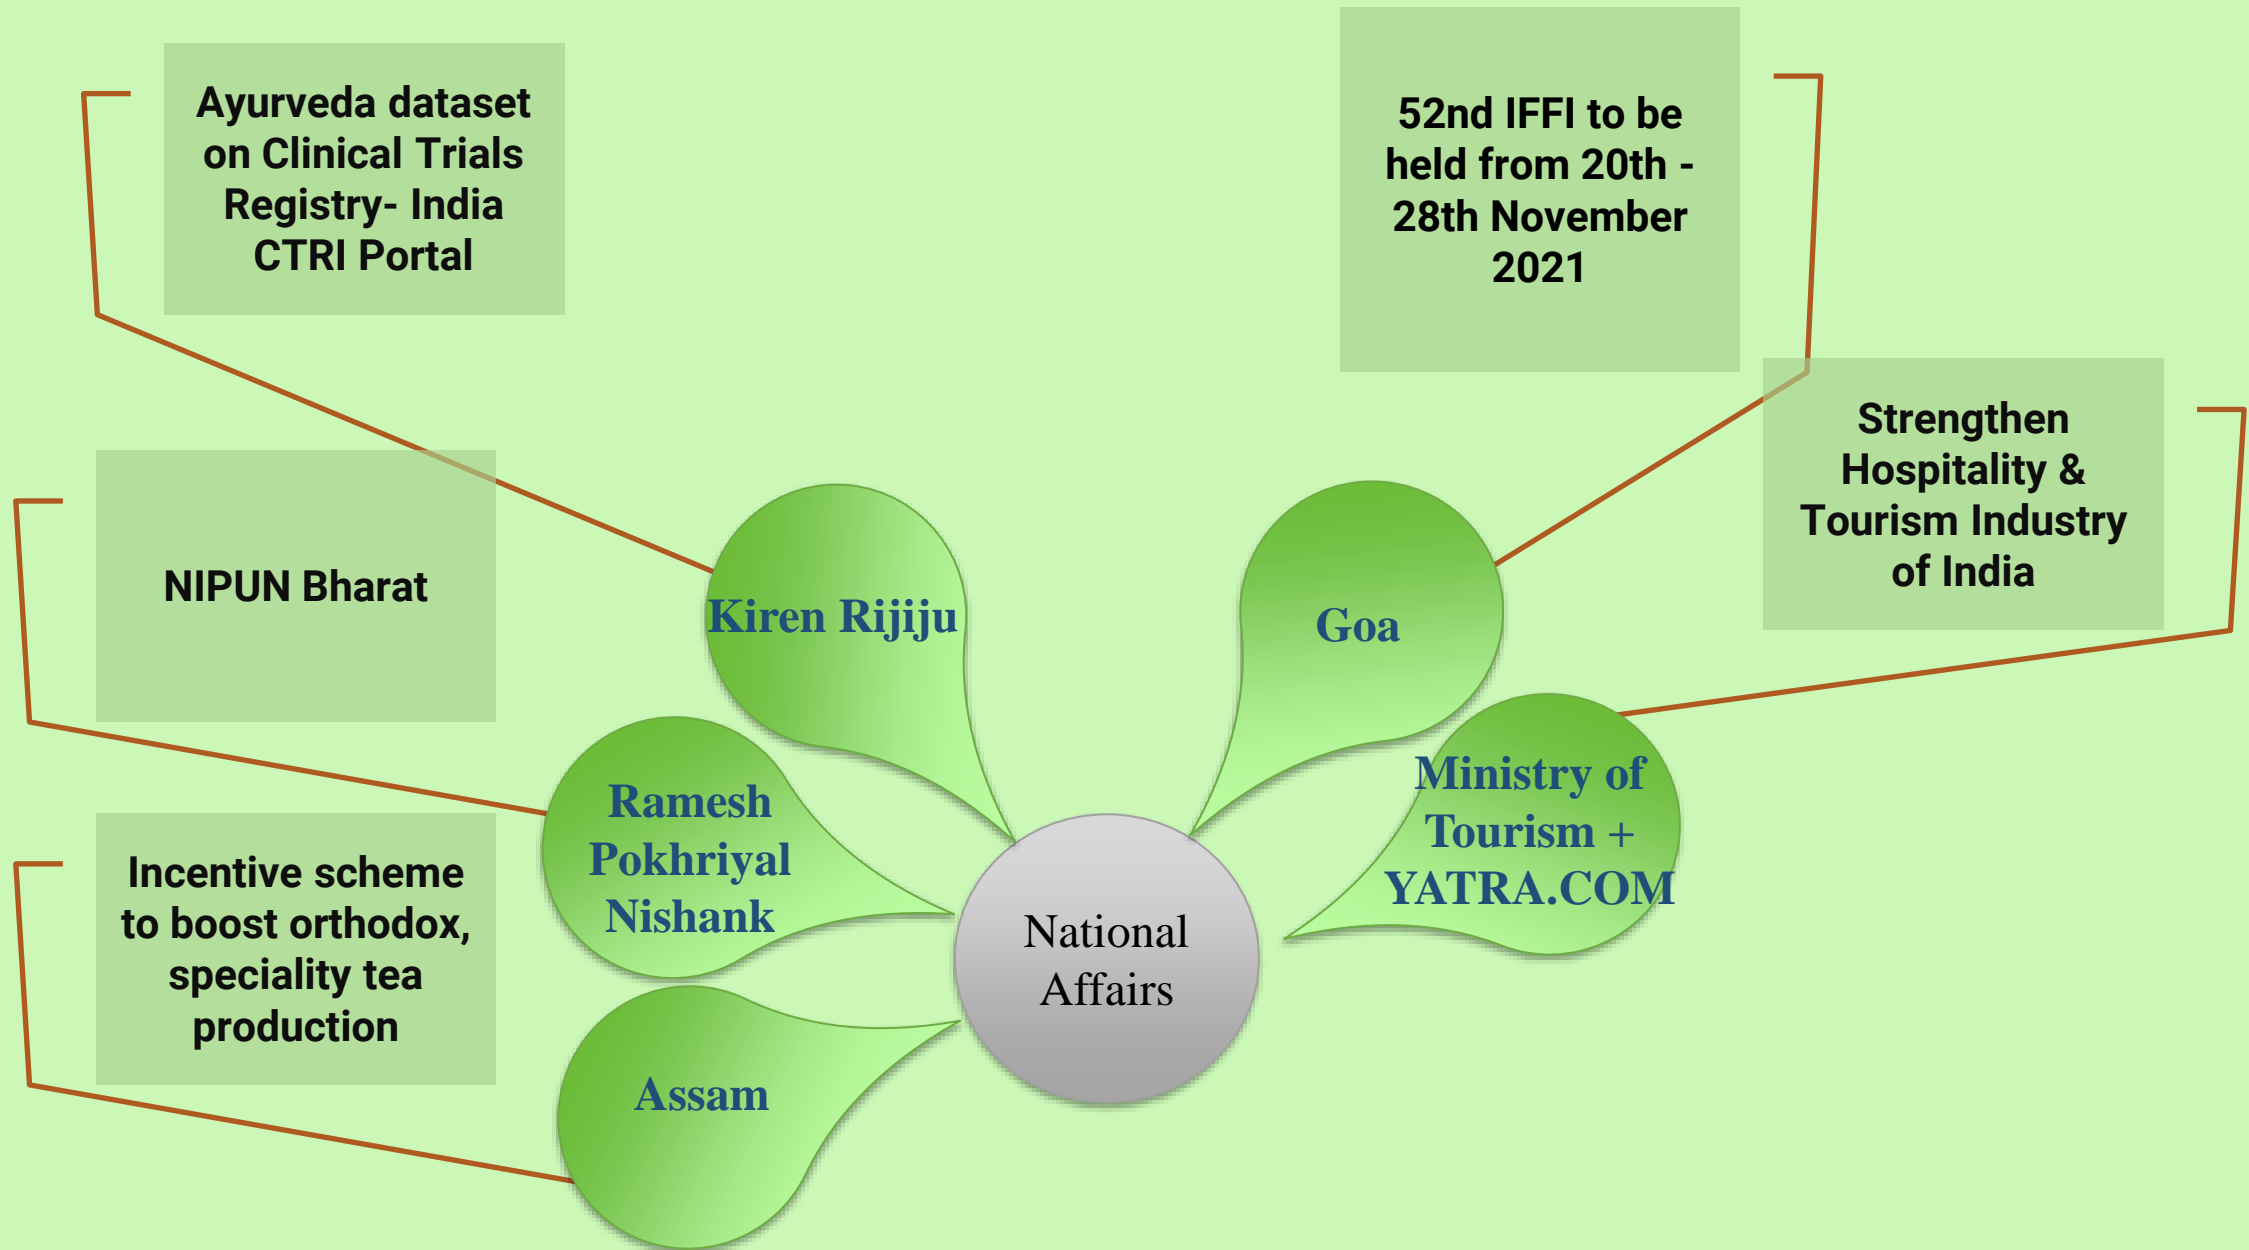 Ayurveda dataset
on Clinical Trials
Registry- India
CTRI Portal
52nd IFFI to be
held from 20th -
28th November
2021
Strengthen
Hospitality &
Tourism Industry
of India
NIPUN Bharat
Kiren Rijiju
Goa
Ramesh
Pokhriyal
Nishank
Ministry of
Tourism +
YATRA.COM
Incentive scheme
to boost orthodox,
speciality tea
production
National
Affairs
Assam